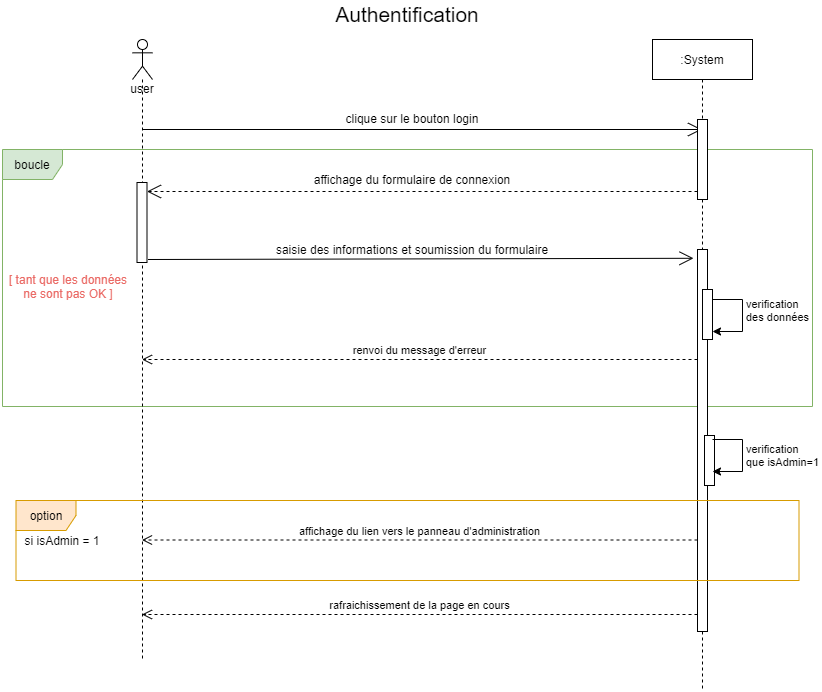 Authentification
user
:System
clique sur le bouton login
boucle
affichage du formulaire de connexion
saisie des informations et soumission du formulaire
[ tant que les données
ne sont pas OK ]
verification
des données
renvoi du message d'erreur
verification
que isAdmin=1
option
si isAdmin = 1
affichage du lien vers le panneau d'administration
rafraichissement de la page en cours